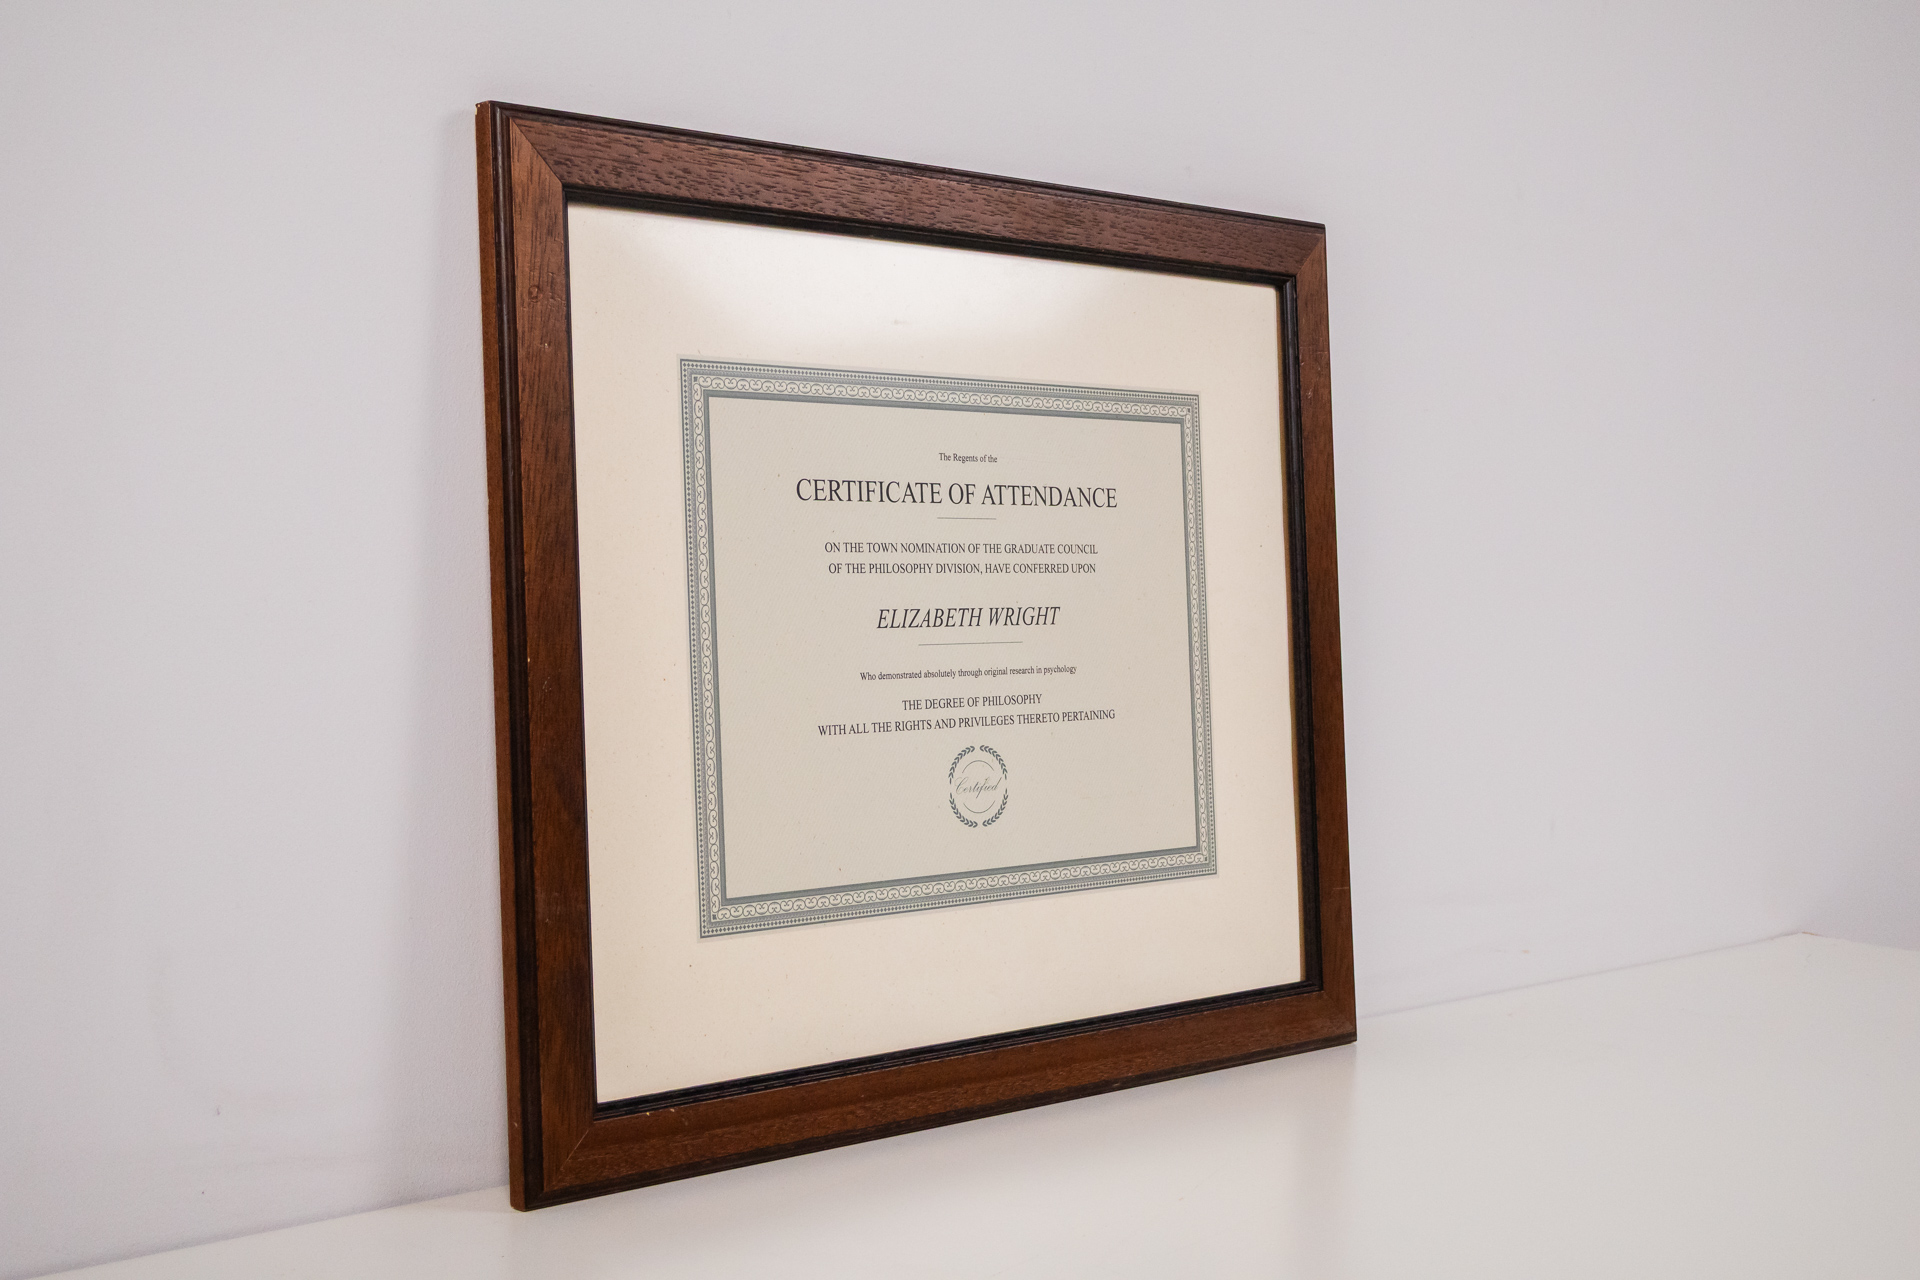 The Regents of the
CERTIFICATE OF ATTENDANCE
ON THE TOWN NOMINATION OF THE GRADUATE COUNCIL
OF THE PHILOSOPHY DIVISION, HAVE CONFERRED UPON
ELIZABETH WRIGHT
Who demonstrated absolutely through original research in psychology
THE DEGREE OF PHILOSOPHY
WITH ALL THE RIGHTS AND PRIVILEGES THERETO PERTAINING
Certified